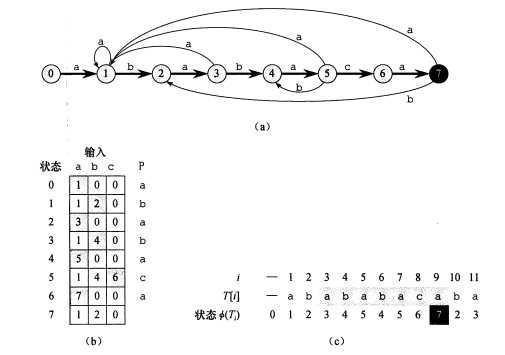 a a a a
0 a 1 b 2 a 3 b 4 a 5 c 6 a 7
b b
(a)
输入
状态 a b c P
0 1 0 0 a
1 1 2 0 b
2 3 0 0 a
3 1 4 0 b
4 5 0 0 a
5 1 4 6 c
6 7 0 0 a
7 1 2 0
(b)
i — 1 2 3 4 5 6 7 8 9 10 11
T[i] — a b a b a b a c a b a
状态 ϕ(Ti) 0 1 2 3 4 5 4 5 6 7 2 3
(c)